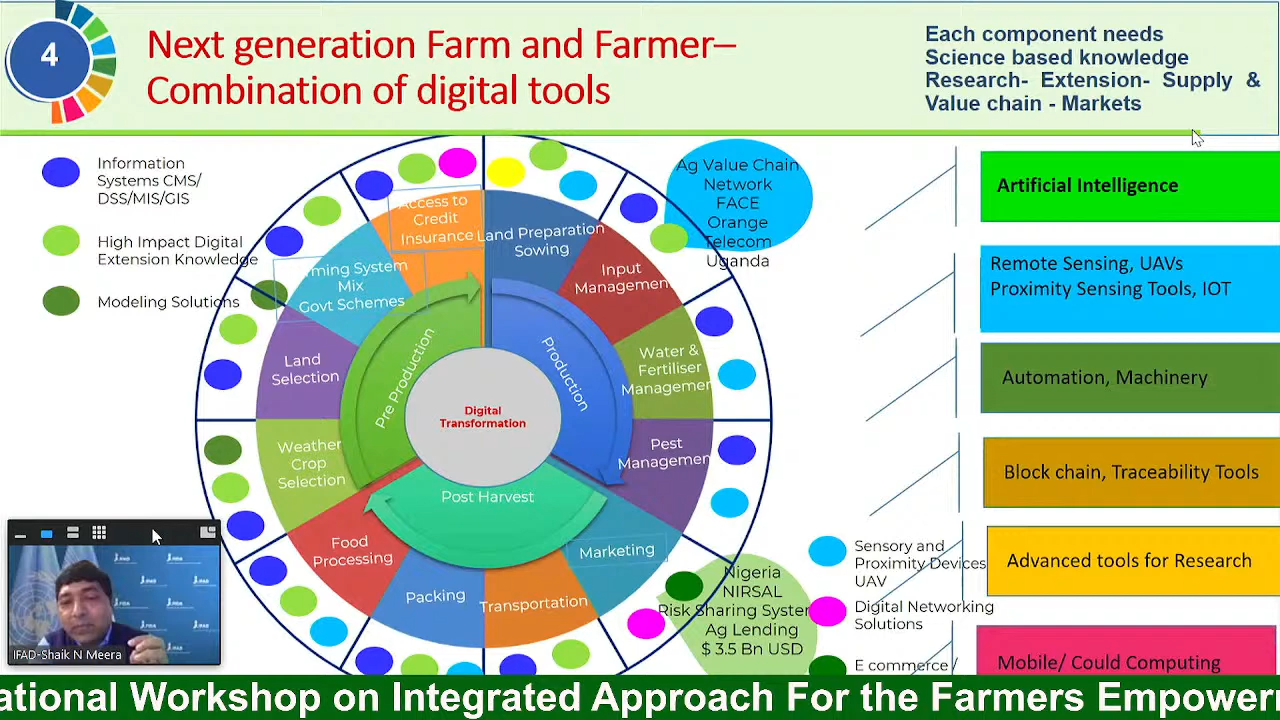 4
Next generation Farm and Farmer–
Combination of digital tools
Each component needs
Science based knowledge
Research- Extension- Supply &
Value chain - Markets
Information
Systems CMS/
DSS/MIS/GIS
High Impact Digital
Extension Knowledge
Modeling Solutions
Access to
Credit
Insurance
Land Preparation
Sowing
Input
Management
Water &
Fertiliser
Management
Pest
Management
Marketing
Transportation
Packing
Food
Processing
Weather
Crop
Selection
Land
Selection
rming System
Mix
Govt Schemes
Pre Production
Production
Post Harvest
Digital
Transformation
Ag Value Chain
Network
FACE
Orange
Telecom
Uganda
Nigeria
NIRSAL
Risk Sharing System
Ag Lending
$ 3.5 Bn USD
Sensory and
Proximity Devices
UAV
Digital Networking
Solutions
E commerce /
Artificial Intelligence
Remote Sensing, UAVs
Proximity Sensing Tools, IOT
Automation, Machinery
Block chain, Traceability Tools
Advanced tools for Research
Mobile/ Could Computing
IFAD-Shaik N Meera
ational Workshop on Integrated Approach For the Farmers Empower